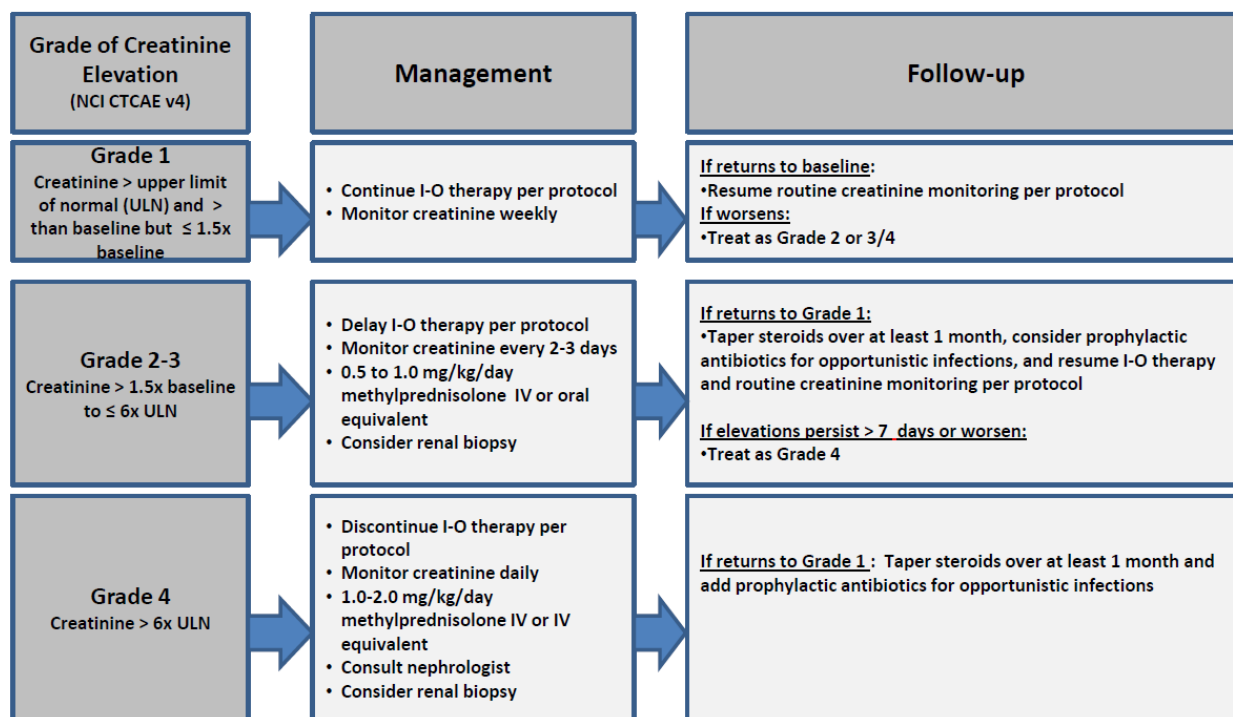 Grade of Creatinine
Elevation
(NCI CTCAE v4)
Management
Follow-up
Grade 1
Creatinine > upper limit
of normal (ULN) and >
than baseline but ≤ 1.5x
baseline
• Continue I-O therapy per protocol
• Monitor creatinine weekly
If returns to baseline:
•Resume routine creatinine monitoring per protocol
If worsens:
•Treat as Grade 2 or 3/4
Grade 2-3
Creatinine > 1.5x baseline
to ≤ 6x ULN
• Delay I-O therapy per protocol
• Monitor creatinine every 2-3 days
• 0.5 to 1.0 mg/kg/day
methylprednisolone IV or oral
equivalent
• Consider renal biopsy
If returns to Grade 1:
•Taper steroids over at least 1 month, consider prophylactic
antibiotics for opportunistic infections, and resume I-O therapy
and routine creatinine monitoring per protocol
If elevations persist > 7 days or worsen:
•Treat as Grade 4
Grade 4
Creatinine > 6x ULN
• Discontinue I-O therapy per
protocol
• Monitor creatinine daily
• 1.0-2.0 mg/kg/day
methylprednisolone IV or IV
equivalent
• Consult nephrologist
• Consider renal biopsy
If returns to Grade 1 : Taper steroids over at least 1 month and
add prophylactic antibiotics for opportunistic infections